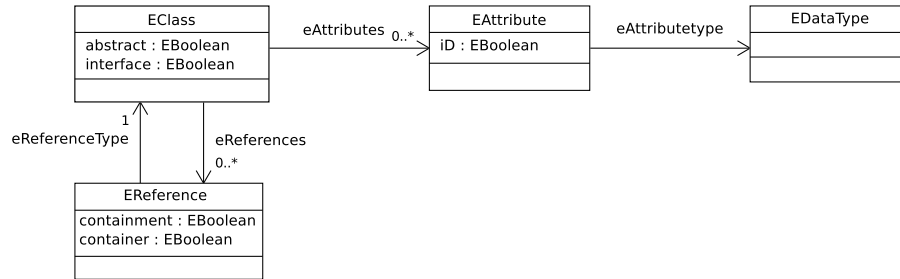 EClass
abstract : EBoolean
interface : EBoolean
eAttributes
0..*
EAttribute
iD : EBoolean
eAttributetype
EDataType
1
eReferenceType
eReferences
0..*
EReference
containment : EBoolean
container : EBoolean